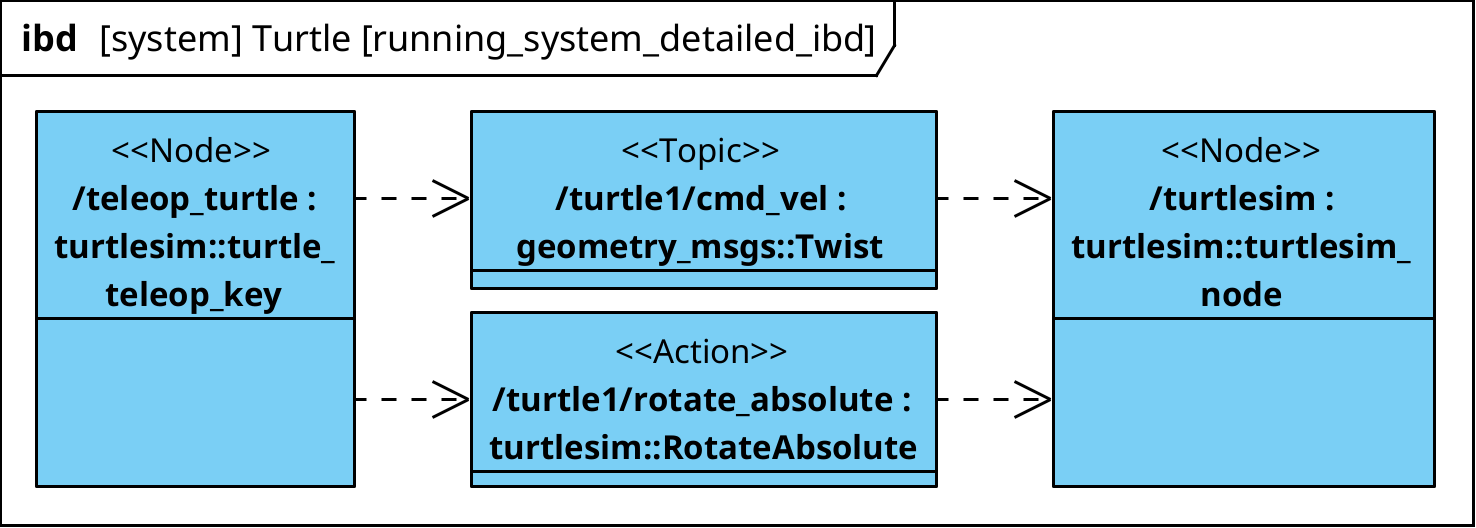 ibd [system] Turtle [running_system_detailed_ibd]
<<Node>>
/teleop_turtle :
turtlesim::turtle_
teleop_key
<<Topic>>
/turtle1/cmd_vel :
geometry_msgs::Twist
<<Action>>
/turtle1/rotate_absolute :
turtlesim::RotateAbsolute
<<Node>>
/turtlesim :
turtlesim::turtlesim_
node